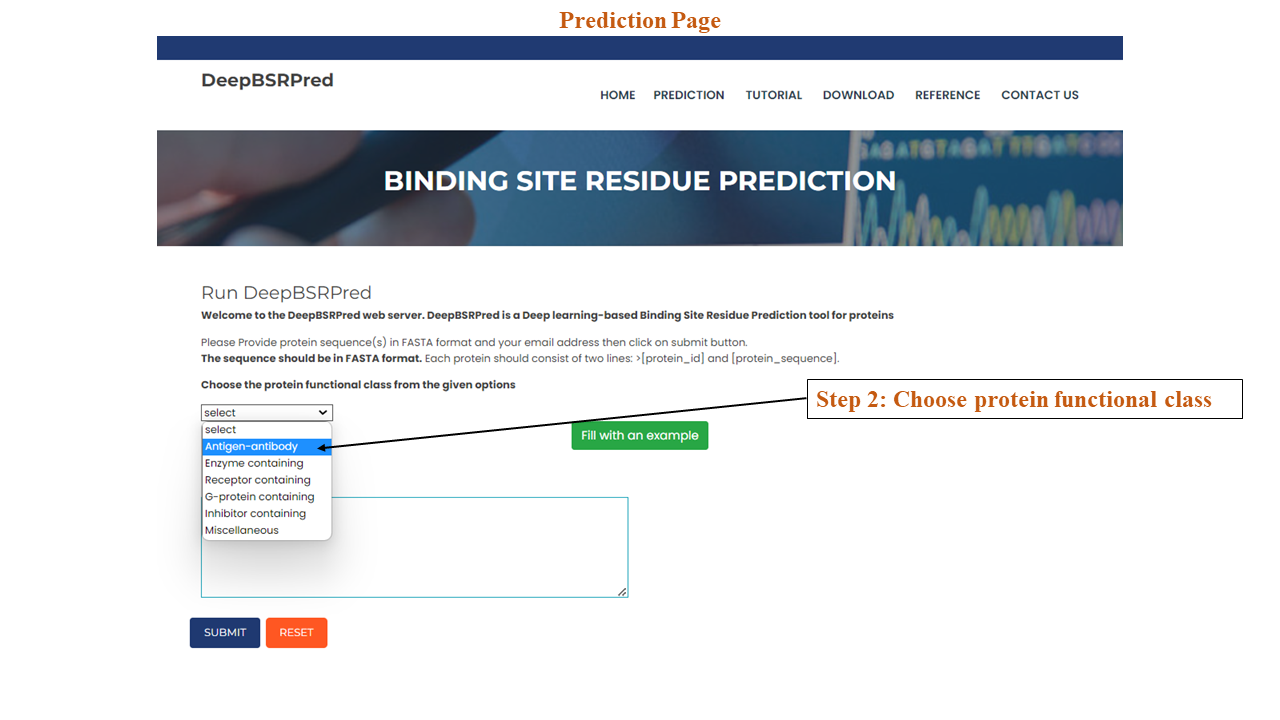 Prediction Page
DeepBSRPred
HOME PREDICTION TUTORIAL DOWNLOAD REFERENCE CONTACT US
BINDING SITE RESIDUE PREDICTION
Run DeepBSRPred
Welcome to the DeepBSRPred web server. DeepBSRPred is a Deep learning-based Binding Site Residue Prediction tool for proteins
Please Provide protein sequence(s) in FASTA format and your email address then click on submit button.
The sequence should be in FASTA format. Each protein should consist of two lines: >[protein_id] and [protein_sequence].
Choose the protein functional class from the given options
Step 2: Choose protein functional class
select
select
Antigen-antibody
Enzyme containing
Receptor containing
G-protein containing
Inhibitor containing
Miscellaneous
Fill with an example
SUBMIT RESET